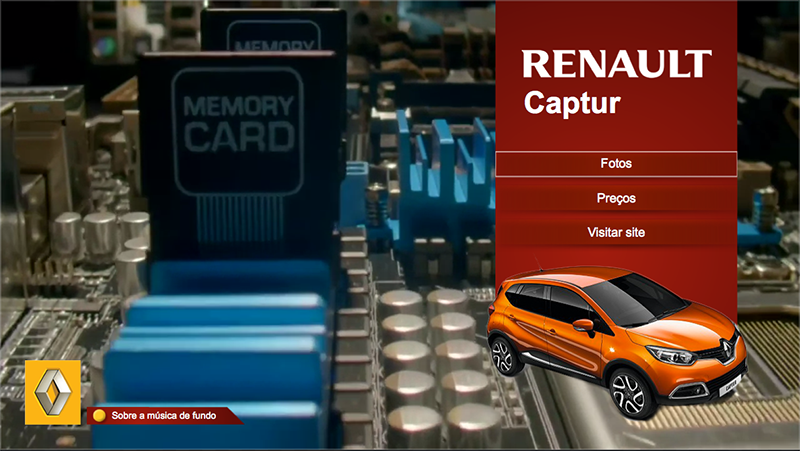 MEMORY
MEMORY
CARD
RENAULT
Captur
Fotos
Preços
Visitar site
Sobre a música de fundo